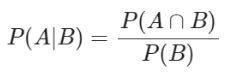 P(A|B) = P(A ∩ B) / P(B)